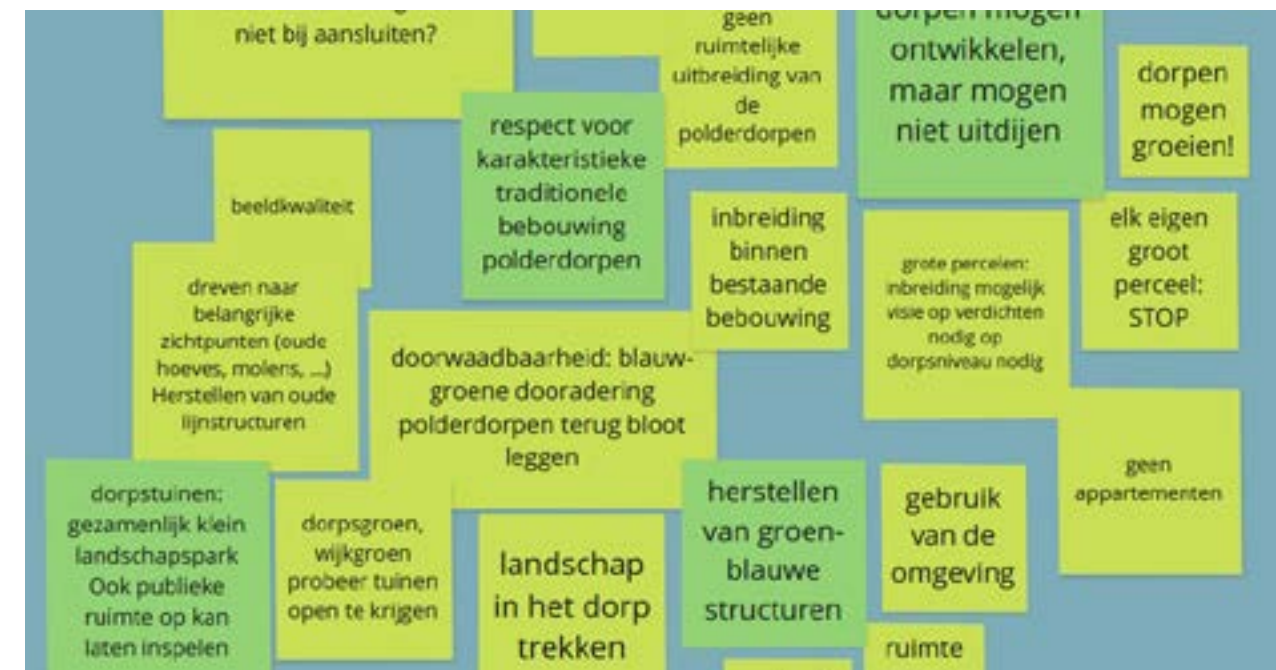 niet bij aansluiten?
geen
ruimtelijke
uitbreiding van
de
polderdorpen
dorpen mogen
ontwikkelen,
maar mogen
niet uitdijen
dorpen
mogen
groeien!
respect voor
karakteristieke
traditionele
bebouwing
polderdorpen
beeldkwaliteit
inbreiding
binnen
bestaande
bebouwing
grote percelen:
inbreiding mogelijk
visie op verdichten
nodig op
dorpsniveau nodig
elk eigen
groot
perceel:
STOP
dreven naar
belangrijke
zichtpunten (oude
hoeves, molens, ...)
Herstellen van oude
lijnstructuren
doorwaadbaarheid: blauw-
groene dooradering
polderdorpen terug bloot
leggen
geen
appartementen
dorpstuinen:
gezamenlijk klein
landschapspark
Ook publieke
ruimte op kan
laten inspelen
dorpsgroen,
wijkgroen
probeer tuinen
open te krijgen
landschap
in het dorp
trekken
herstellen
van groen-
blauwe
structuren
gebruik
van de
omgeving
ruimte